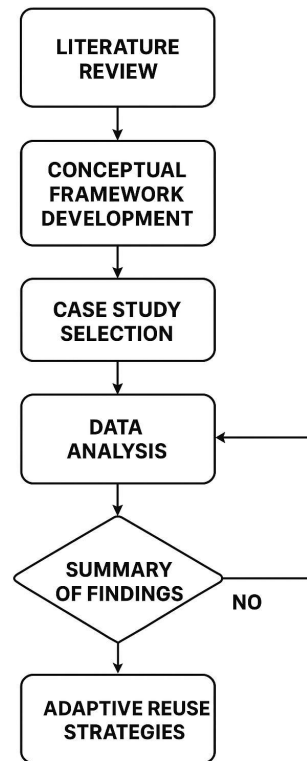 LITERATURE
REVIEW
CONCEPTUAL
FRAMEWORK
DEVELOPMENT
CASE STUDY
SELECTION
DATA
ANALYSIS
SUMMARY
OF FINDINGS
NO
ADAPTIVE REUSE
STRATEGIES